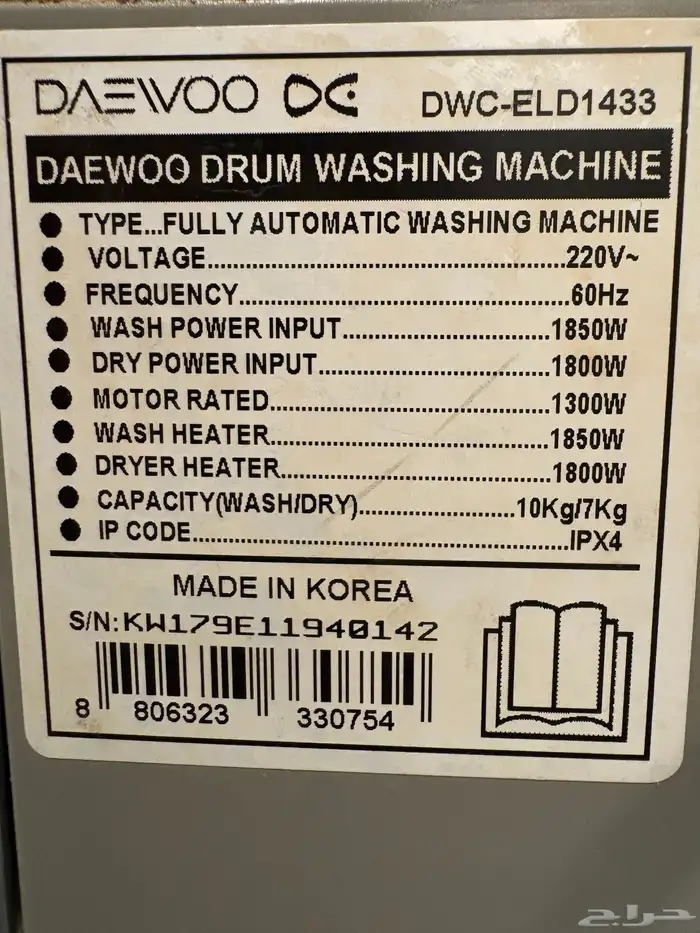 DAEWOO
DWC-ELD1433
DAEWOO DRUM WASHING MACHINE
● TYPE...FULLY AUTOMATIC WASHING MACHINE
● VOLTAGE........................................220V~
● FREQUENCY........................................60Hz
● WASH POWER INPUT........................1850W
● DRY POWER INPUT...........................1800W
● MOTOR RATED..................................1300W
● WASH HEATER..................................1850W
● DRYER HEATER.................................1800W
● CAPACITY(WASH/DRY)..................10Kg/7Kg
● IP CODE..............................................IPX4
MADE IN KOREA
S/N:KW179E11940142
8 806323 330754
حراج